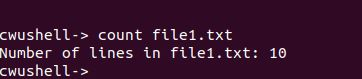 cwushell-> count file1.txt
Number of lines in file1.txt: 10
cwushell->